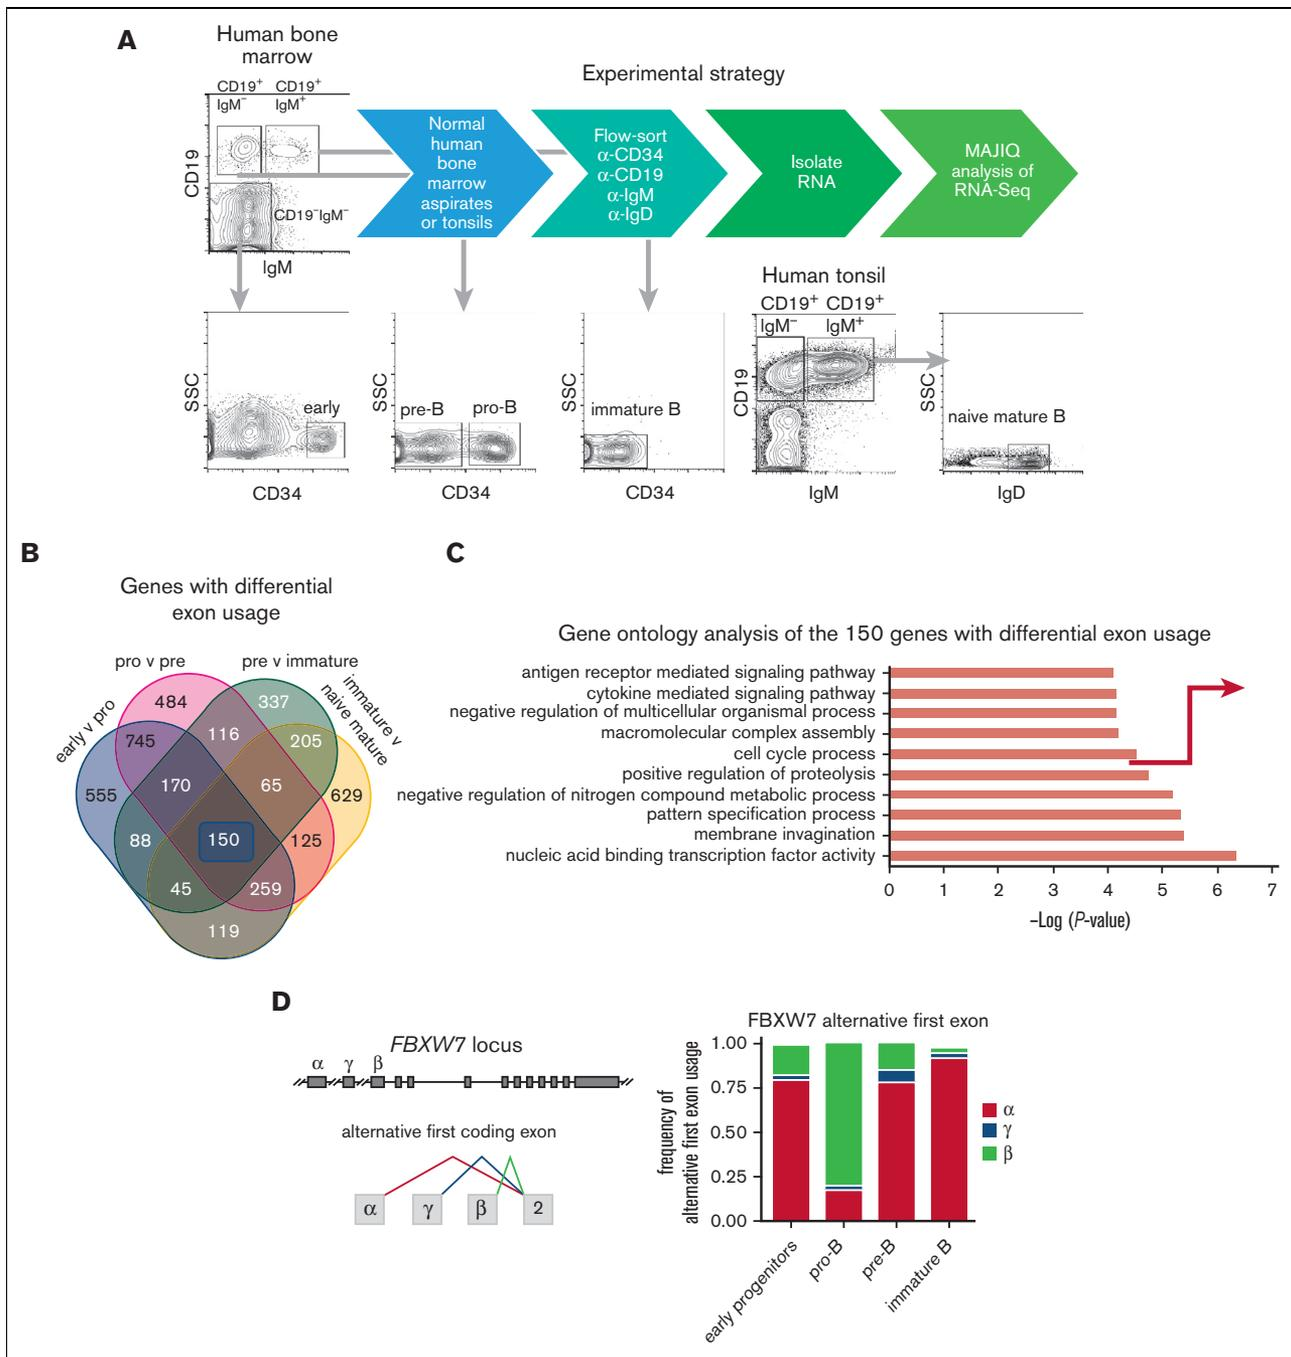 A
Human bone
marrow
CD19⁺ CD19⁺
IgM⁻ IgM⁺
CD19
CD19⁻IgM⁻
IgM
Experimental strategy
Normal
human
bone
marrow
aspirates
or tonsils
Flow-sort
α-CD34
α-CD19
α-IgM
α-IgD
Isolate
RNA
MAJIQ
analysis of
RNA-Seq
SSC
early
CD34
SSC
pre-B pro-B
CD34
SSC
immature B
CD34
Human tonsil
CD19⁺ CD19⁺
IgM⁻ IgM⁺
CD19
IgM
SSC
naive mature B
IgD
B
Genes with differential
exon usage
pro v pre pre v immature
early v pro
immature v
naive mature
484 337
745 116 205
555 170 65 629
88 150 125
45 259
119
C
Gene ontology analysis of the 150 genes with differential exon usage
antigen receptor mediated signaling pathway
cytokine mediated signaling pathway
negative regulation of multicellular organismal process
macromolecular complex assembly
cell cycle process
positive regulation of proteolysis
negative regulation of nitrogen compound metabolic process
pattern specification process
membrane invagination
nucleic acid binding transcription factor activity
0 1 2 3 4 5 6 7
–Log (P-value)
D
FBXW7 locus
α γ β
alternative first coding exon
α γ β 2
FBXW7 alternative first exon
frequency of
alternative first exon usage
1.00
0.75
0.50
0.25
0.00
early progenitors
pro-B
pre-B
immature B
α
γ
β